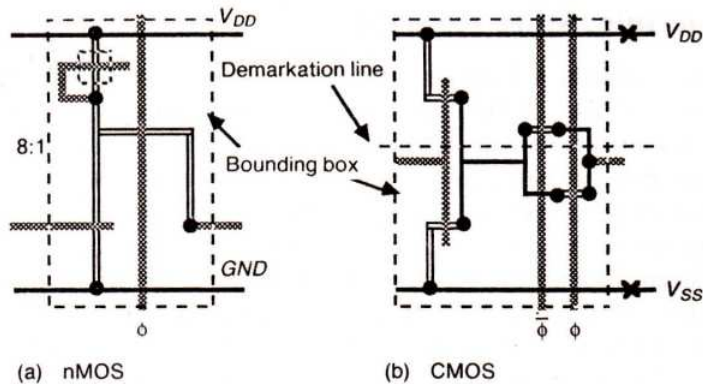 V_DD
V_DD
Demarkation line
8:1
Bounding box
GND
V_SS
ϕ
ϕ̅ ϕ
(a) nMOS
(b) CMOS